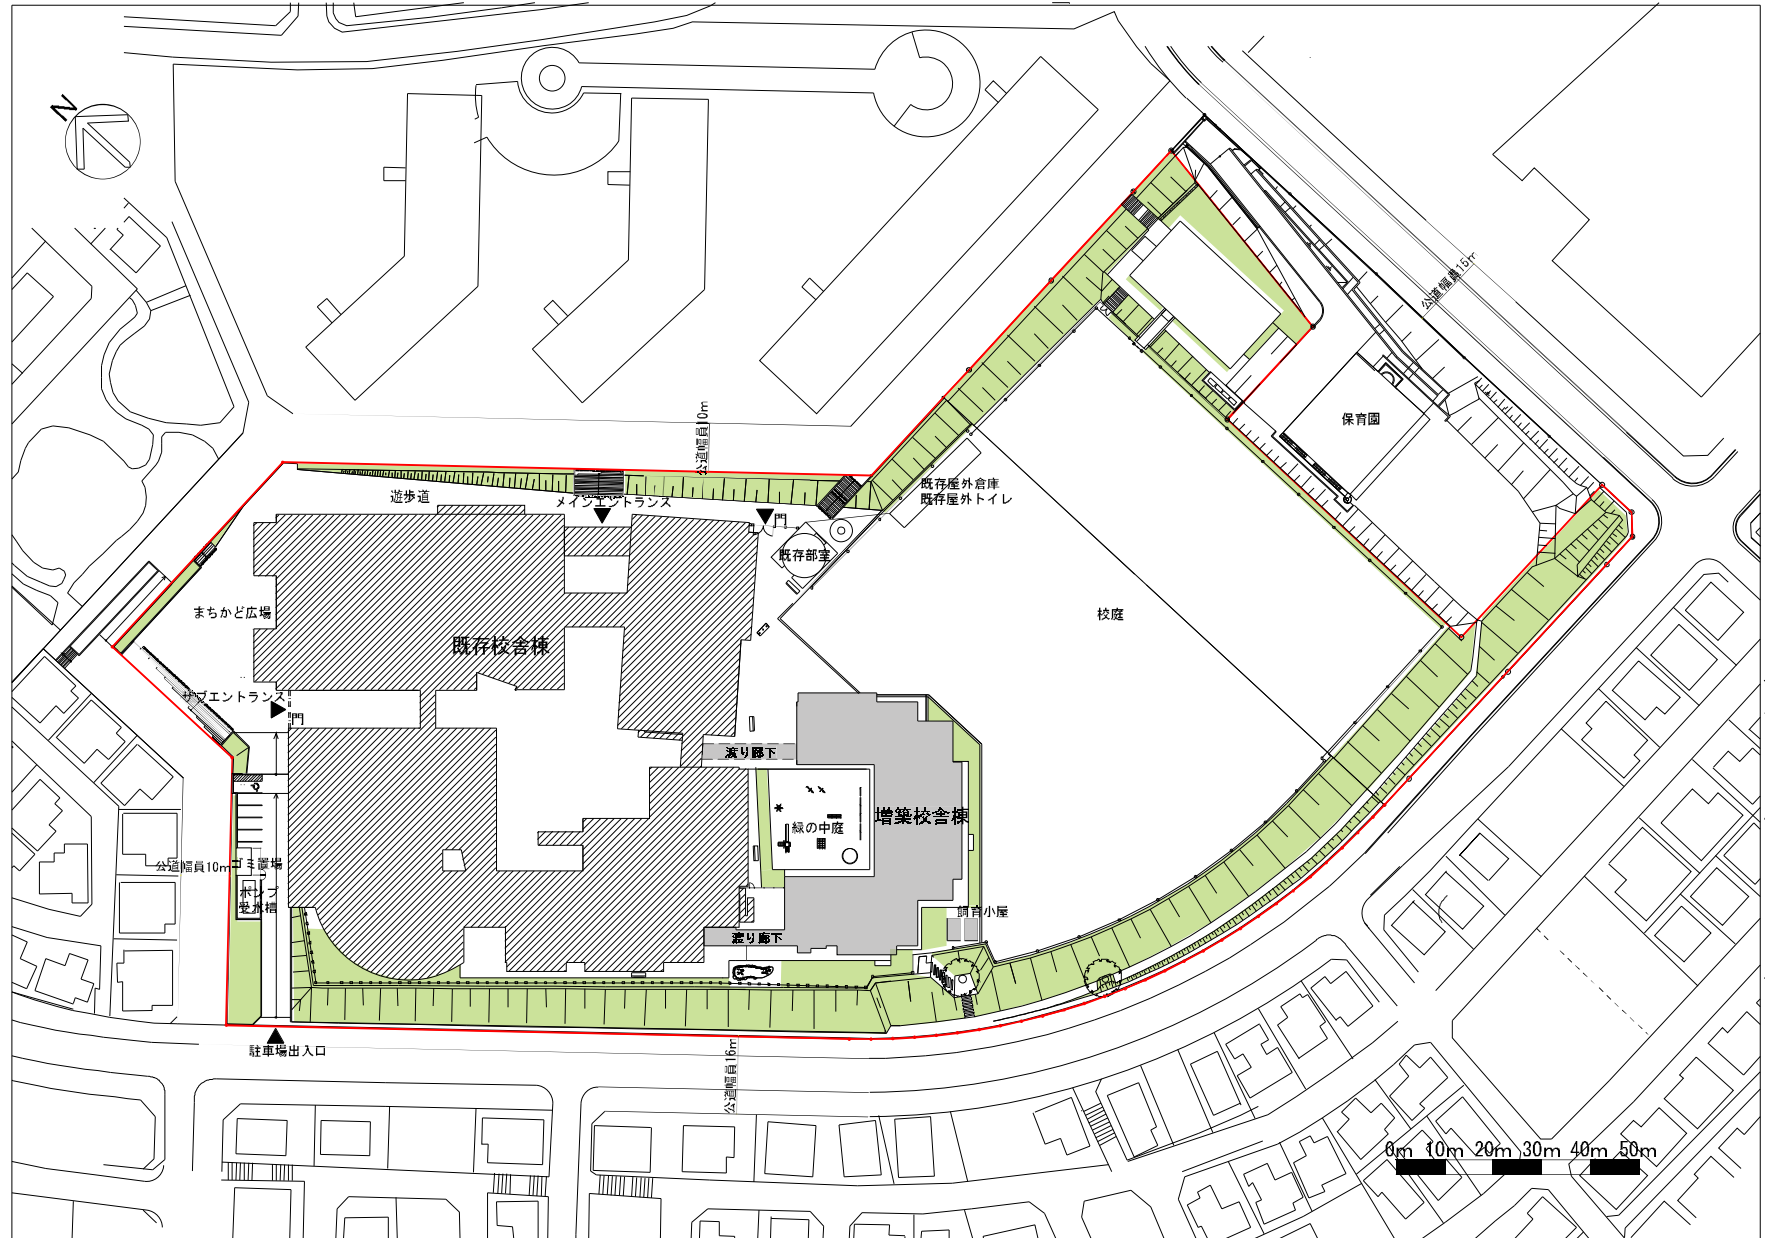 N
公道幅員15m
保育園
公道幅員10m
既存屋外倉庫
既存屋外トイレ
遊歩道
メインエントランス
門
既存部室
まちかど広場
校庭
既存校舎棟
サブエントランス
門
渡り廊下
増築校舎棟
緑の中庭
公道幅員10m
ゴミ置場
ポンプ
受水槽
飼育小屋
渡り廊下
駐車場出入口
公道幅員16m
0m 10m 20m 30m 40m 50m